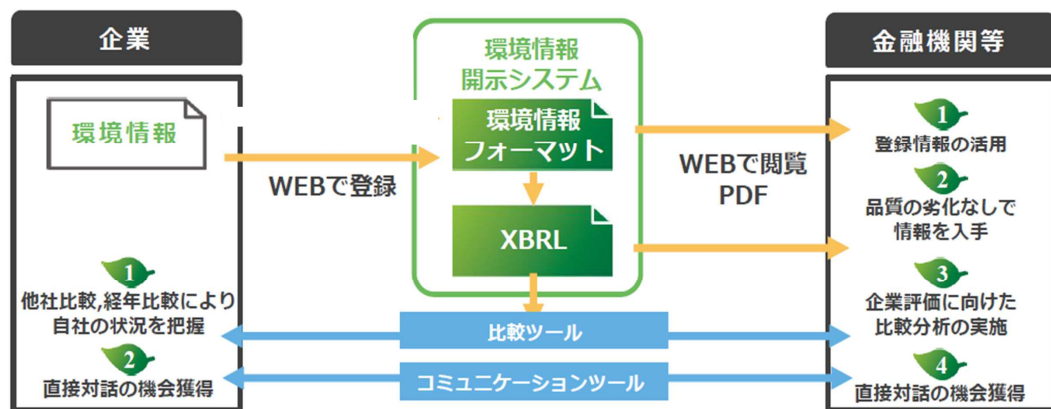 企業
環境情報
WEBで登録
1
他社比較,経年比較により
自社の状況を把握
2
直接対話の機会獲得
環境情報
開示システム
環境情報
フォーマット
XBRL
比較ツール
コミュニケーションツール
WEBで閲覧
PDF
金融機関等
1
登録情報の活用
2
品質の劣化なしで
情報を入手
3
企業評価に向けた
比較分析の実施
4
直接対話の機会獲得